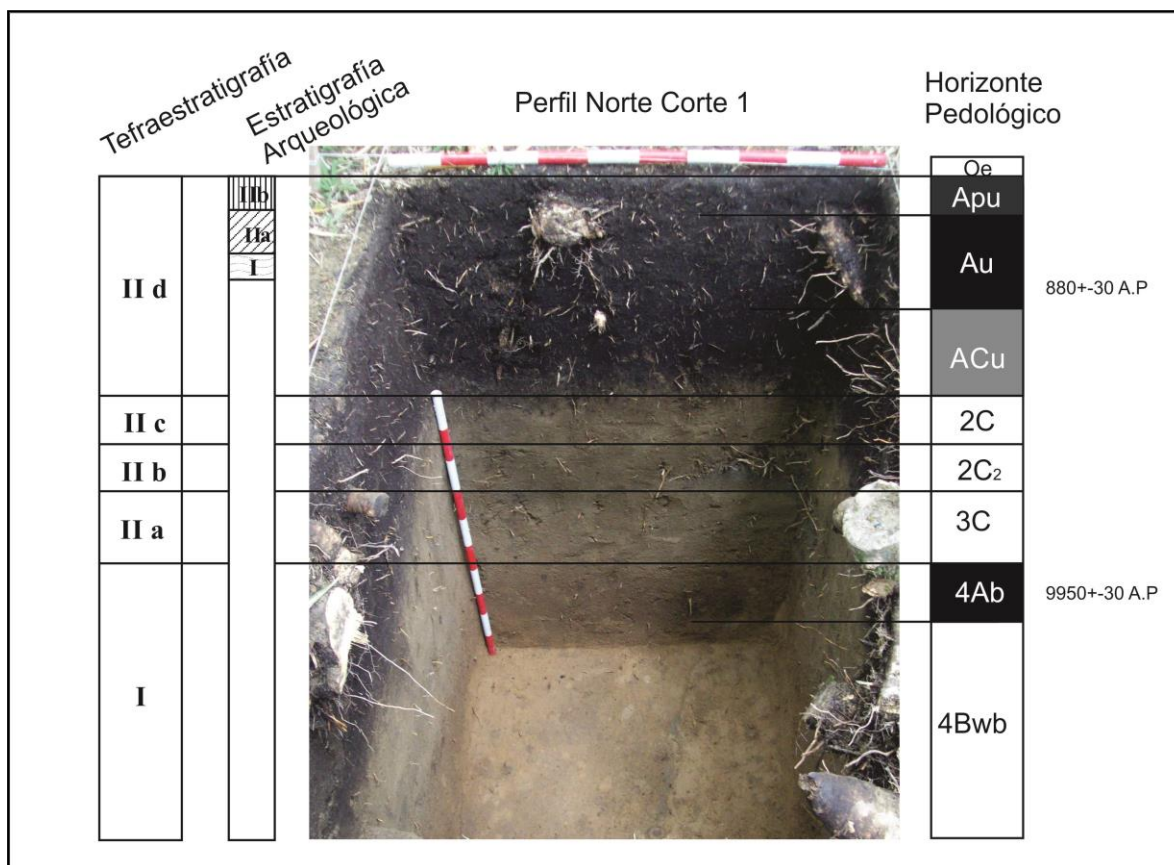 Tefraestratigrafía
Estratigrafía
Arqueológica
Perfil Norte Corte 1
Horizonte
Pedológico
II d
II c
II b
II a
I
IIb
IIa
I
Oe
Apu
Au
ACu
2C
2C2
3C
4Ab
4Bwb
880+-30 A.P
9950+-30 A.P